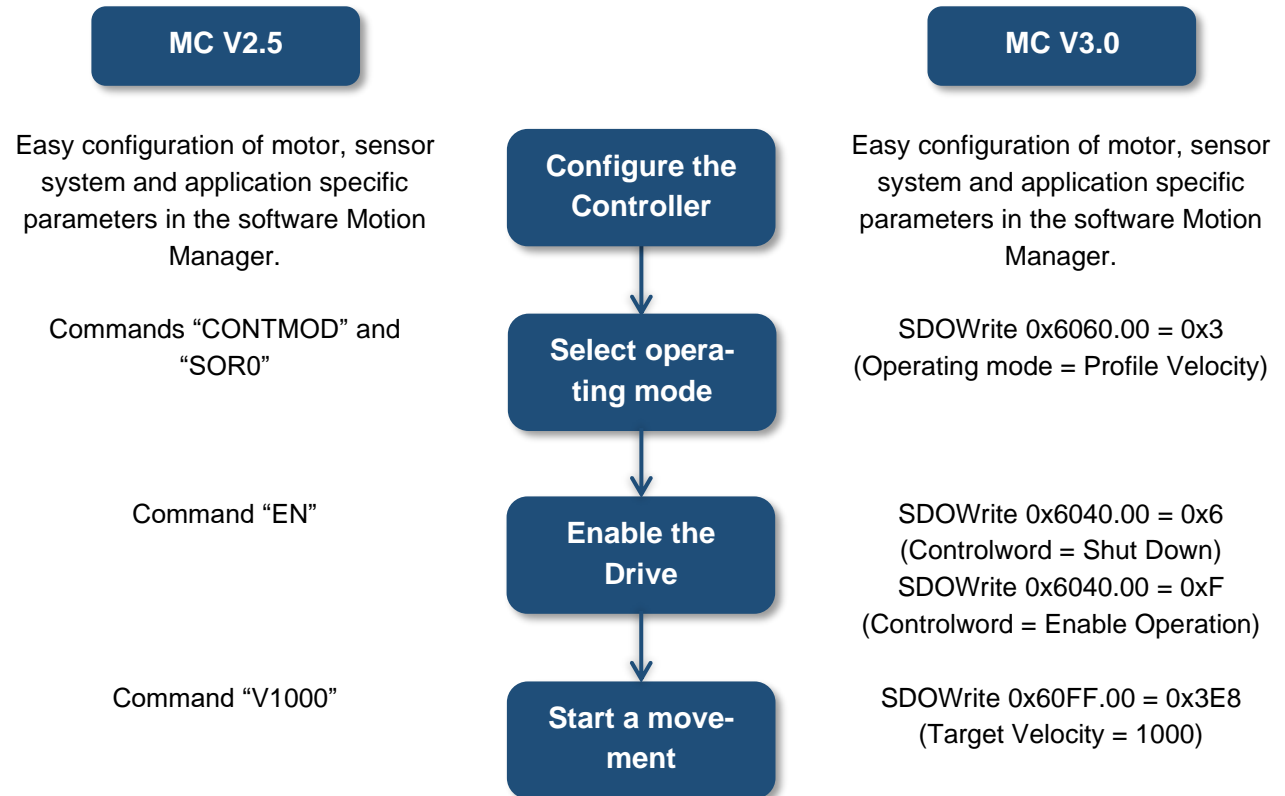 MC V2.5
MC V3.0
Easy configuration of motor, sensor
system and application specific
parameters in the software Motion
Manager.
Configure the
Controller
Easy configuration of motor, sensor
system and application specific
parameters in the software Motion
Manager.
Commands “CONTMOD” and
“SOR0”
Select opera-
ting mode
SDOWrite 0x6060.00 = 0x3
(Operating mode = Profile Velocity)
Command “EN”
Enable the
Drive
SDOWrite 0x6040.00 = 0x6
(Controlword = Shut Down)
SDOWrite 0x6040.00 = 0xF
(Controlword = Enable Operation)
Command “V1000”
Start a move-
ment
SDOWrite 0x60FF.00 = 0x3E8
(Target Velocity = 1000)